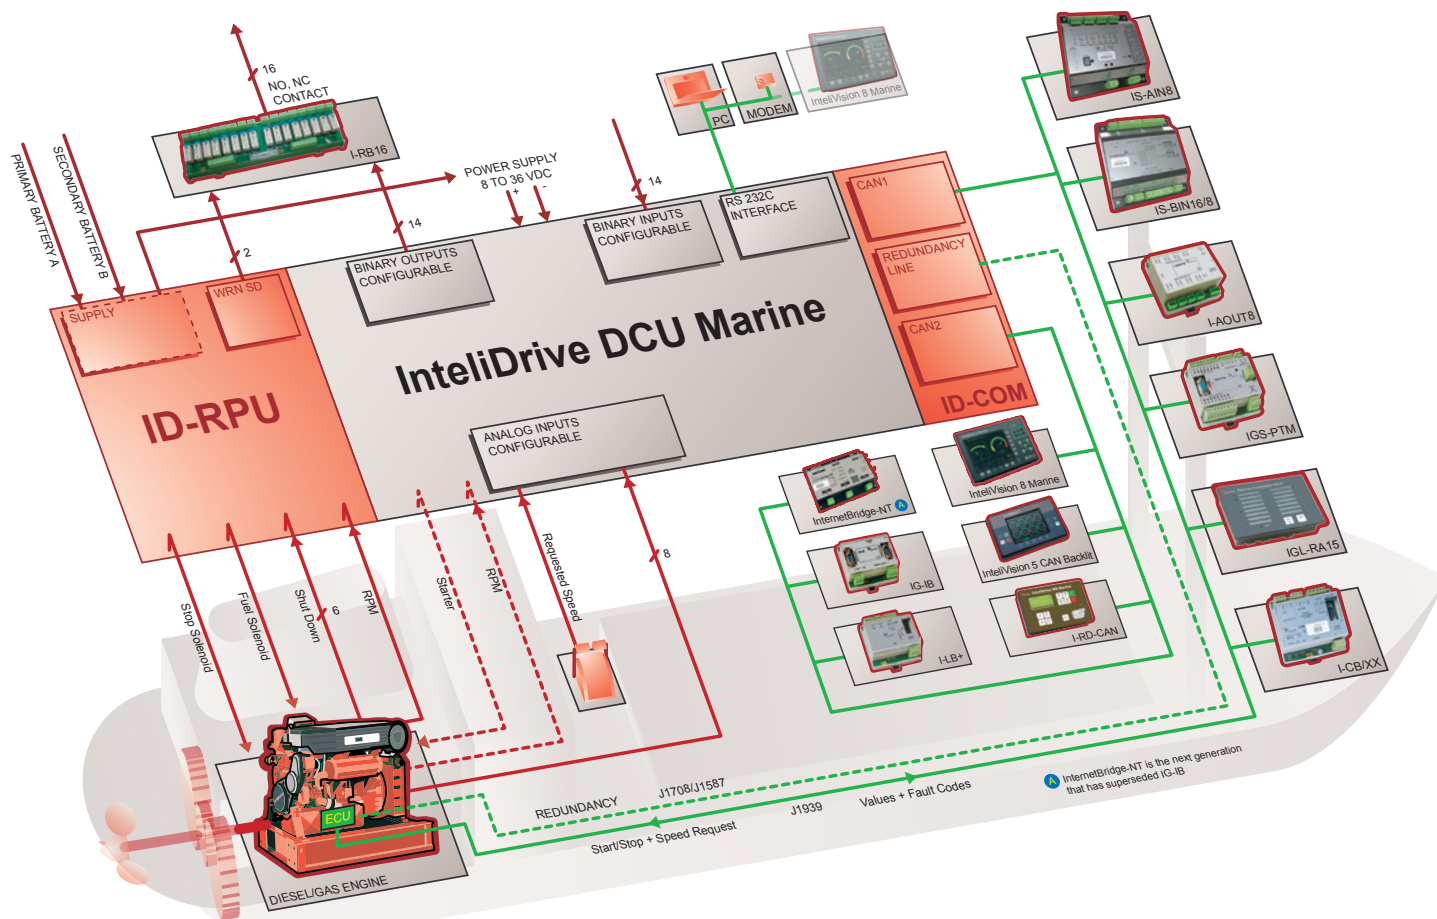 16
NO, NC
CONTACT
I-RB16
PRIMARY BATTERY A
SECONDARY BATTERY B
POWER SUPPLY
8 TO 36 VDC
+
-
14
14
2
PC
MODEM
InteliVision 8 Marine
IS-AIN8
IS-BIN16/8
I-AOUT8
IGS-PTM
IGL-RA15
I-CB/XX
SUPPLY
WRN SD
BINARY OUTPUTS
CONFIGURABLE
BINARY INPUTS
CONFIGURABLE
RS 232C
INTERFACE
CAN1
REDUNDANCY
LINE
CAN2
ID-COM
ID-RPU
InteliDrive DCU Marine
ANALOG INPUTS
CONFIGURABLE
InternetBridge-NT A
InteliVision 8 Marine
IG-IB
InteliVision 5 CAN Backlit
I-LB+
I-RD-CAN
Stop Solenoid
Fuel Solenoid
Shut Down
6
RPM
Starter
RPM
Requested Speed
8
ECU
DIESEL/GAS ENGINE
REDUNDANCY
J1708/J1587
Start/Stop + Speed Request
J1939
Values + Fault Codes
A InternetBridge-NT is the next generation
that has superseded IG-IB